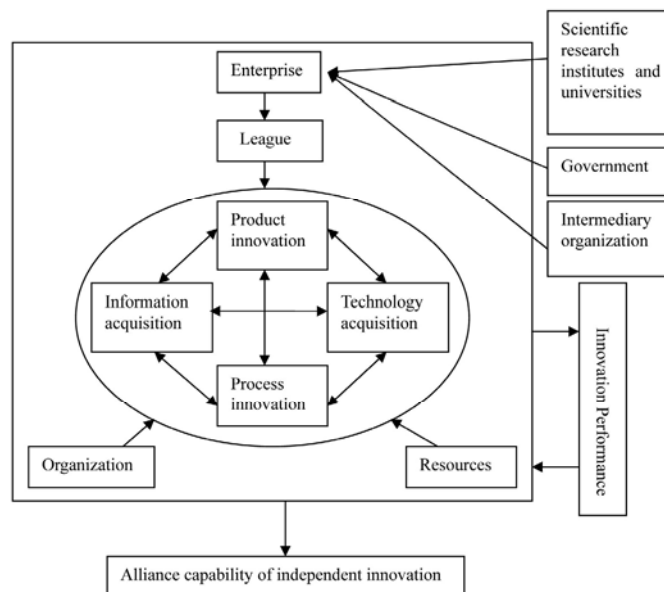 Enterprise
League
Product
innovation
Information
acquisition
Technology
acquisition
Process
innovation
Organization
Resources
Scientific
research
institutes and
universities
Government
Intermediary
organization
Innovation Performance
Alliance capability of independent innovation